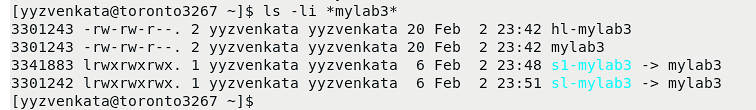 [yyzvenkata@toronto3267 ~]$ ls -li *mylab3*
3301243 -rw-rw-r--. 2 yyzvenkata yyzvenkata 20 Feb  2 23:42 hl-mylab3
3301243 -rw-rw-r--. 2 yyzvenkata yyzvenkata 20 Feb  2 23:42 mylab3
3341883 lrwxrwxrwx. 1 yyzvenkata yyzvenkata  6 Feb  2 23:48 s1-mylab3 -> mylab3
3301242 lrwxrwxrwx. 1 yyzvenkata yyzvenkata  6 Feb  2 23:51 sl-mylab3 -> mylab3
[yyzvenkata@toronto3267 ~]$